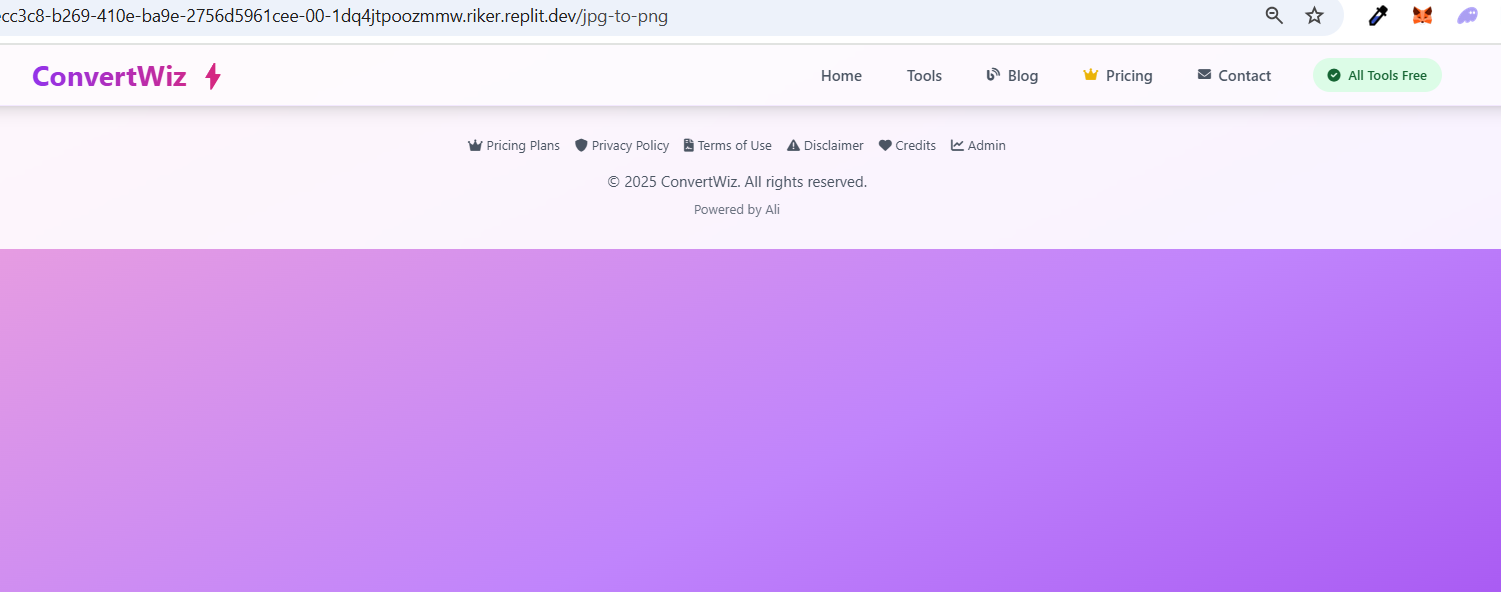 cc3c8-b269-410e-ba9e-2756d5961cee-00-1dq4jtpoozmmw.riker.replit.dev/jpg-to-png
ConvertWiz
Home Tools Blog Pricing Contact All Tools Free
Pricing Plans Privacy Policy Terms of Use Disclaimer Credits Admin
© 2025 ConvertWiz. All rights reserved.
Powered by Ali